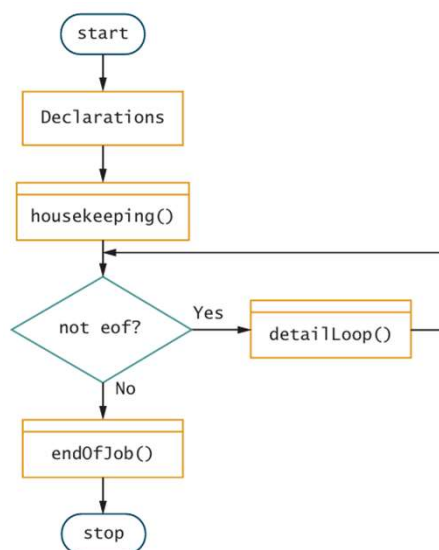 start
Declarations
housekeeping()
not eof?
Yes
detailLoop()
No
endOfJob()
stop